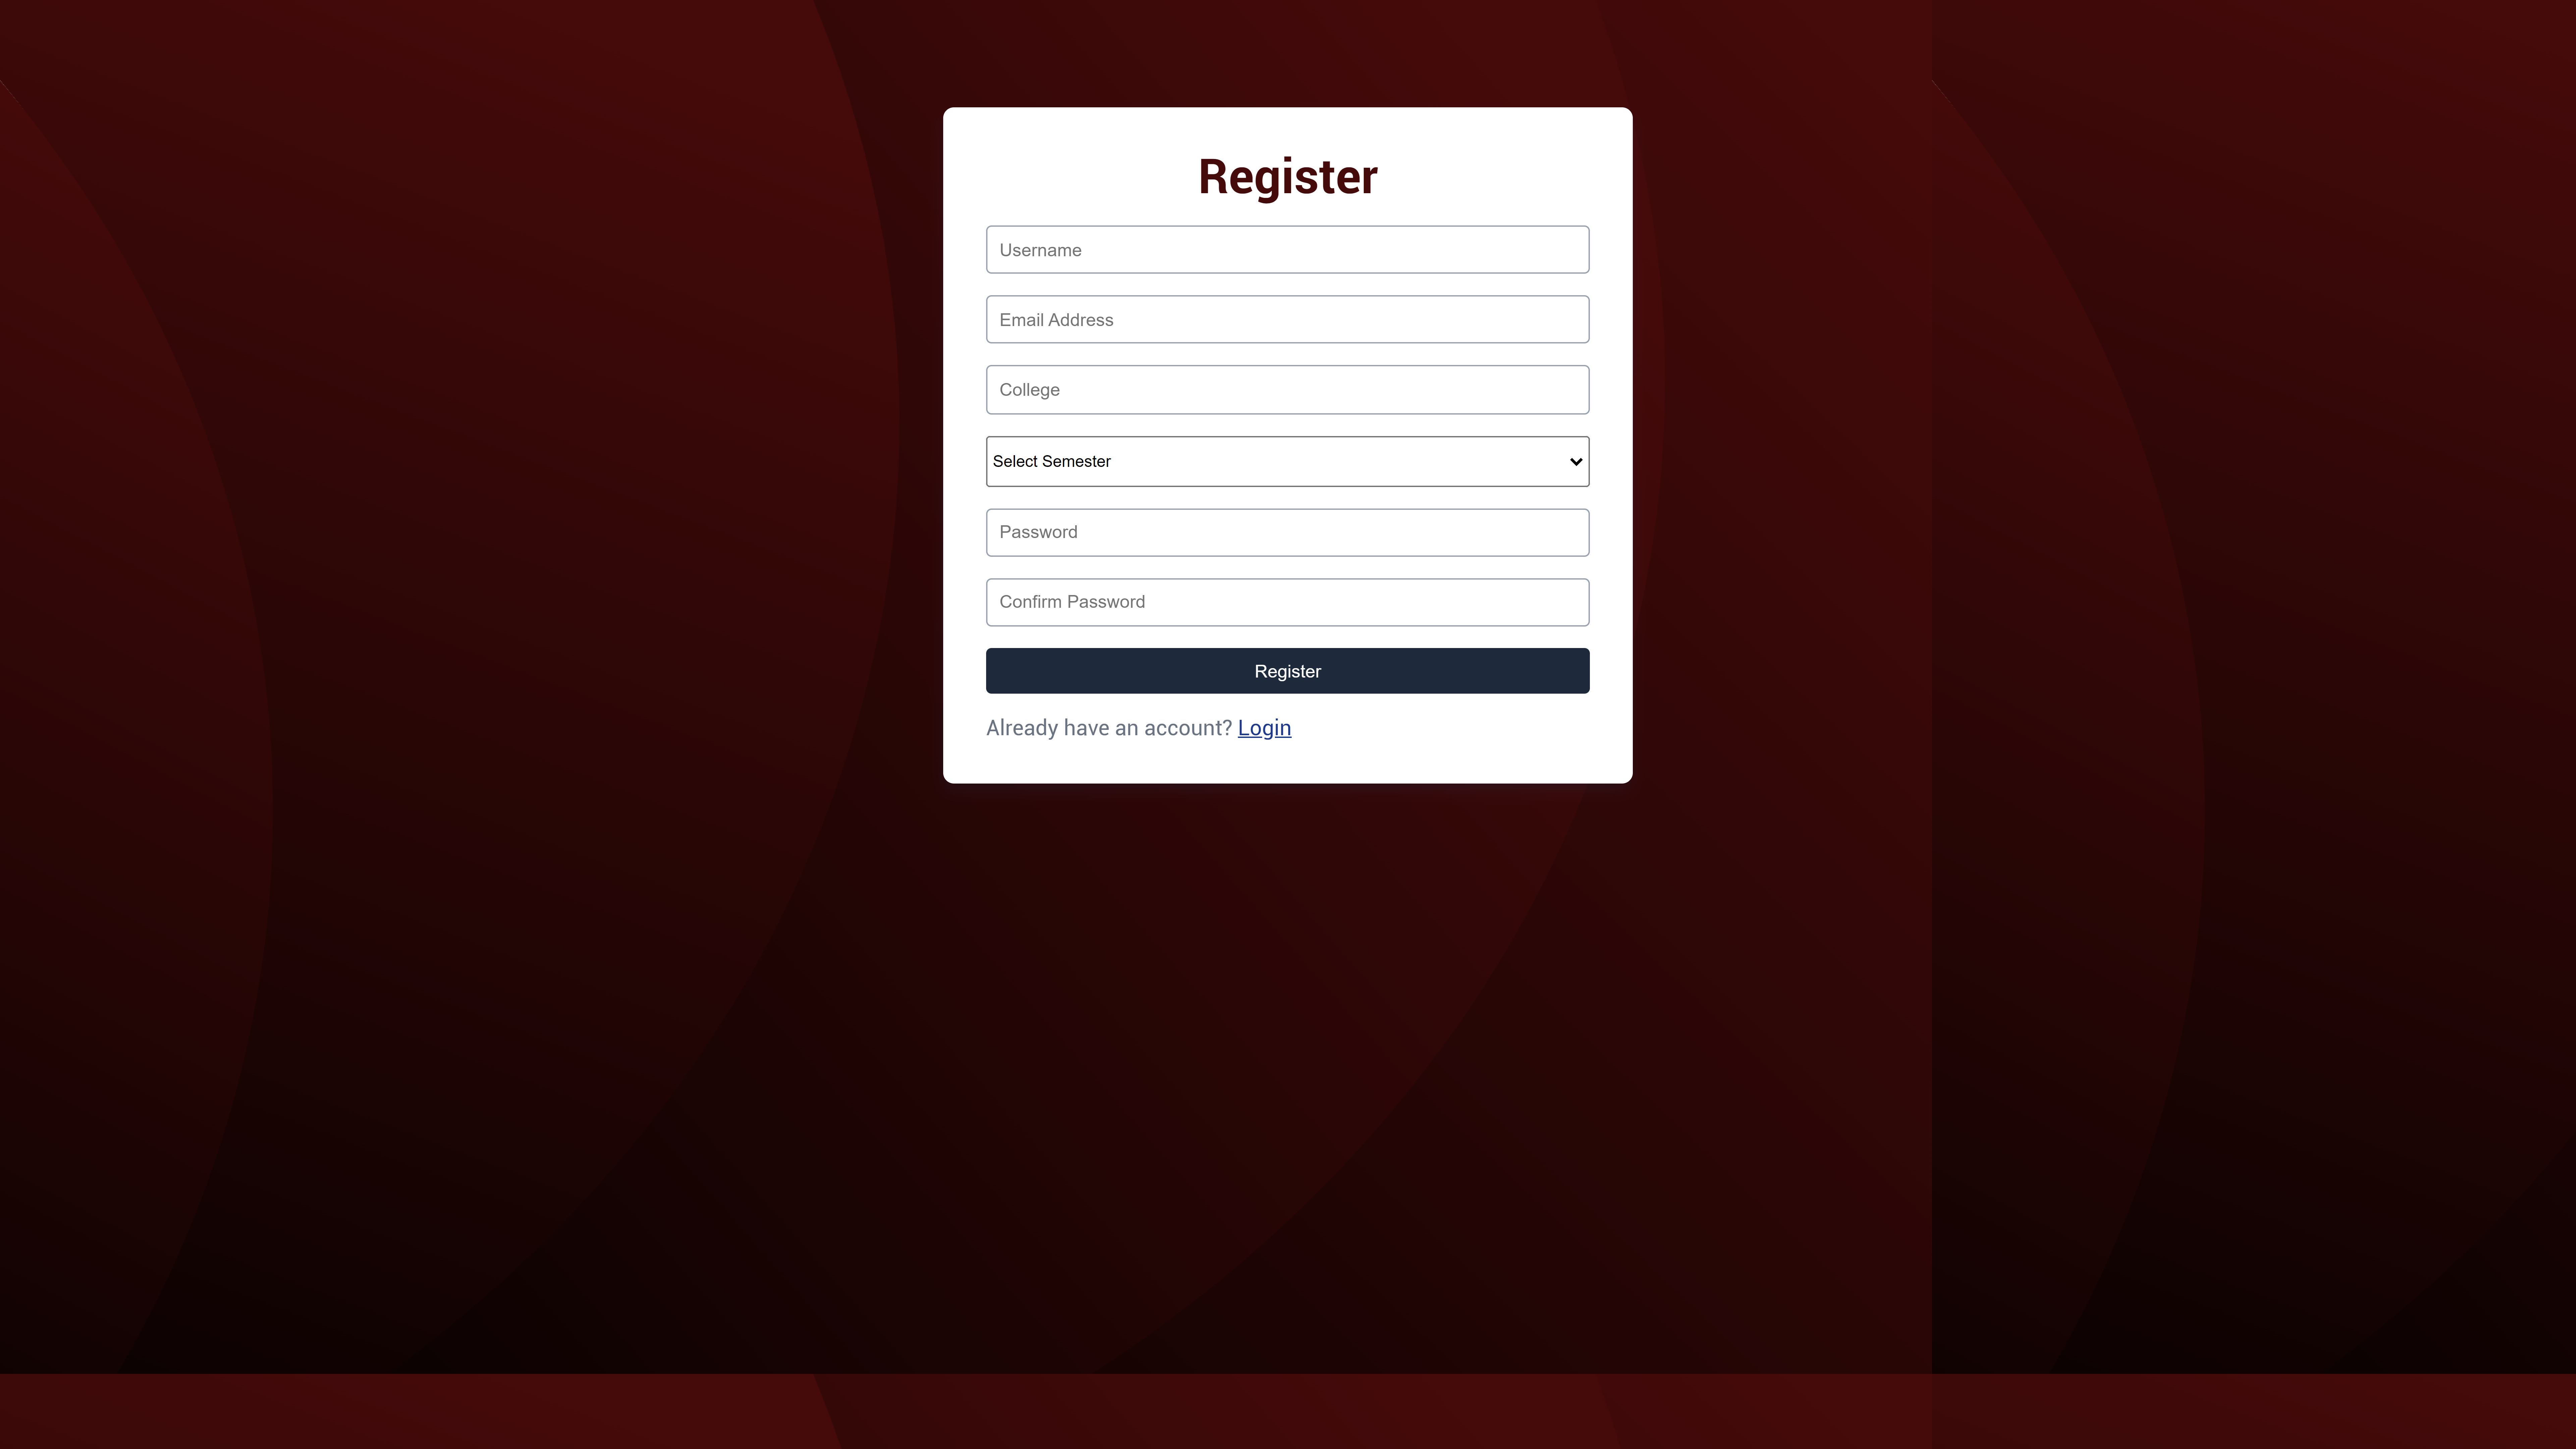 Register
Username
Email Address
College
Select Semester
Password
Confirm Password
Register
Already have an account? Login